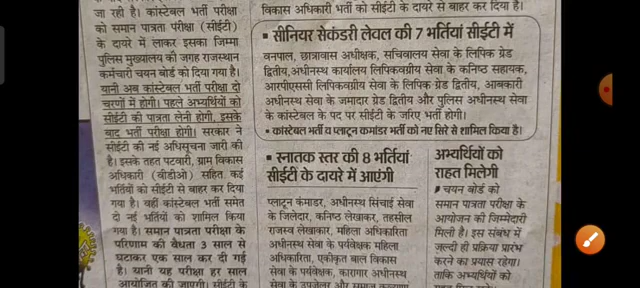 जा रही है। कांस्टेबल भर्ती परीक्षा
को समान पात्रता परीक्षा (सीईटी)
के दायरे में लाकर इसका जिम्मा
पुलिस मुख्यालय की जगह राजस्थान
कर्मचारी चयन बोर्ड को दिया गया है।
यानी अब कांस्टेबल भर्ती परीक्षा दो
चरणों में होगी। पहले अभ्यर्थियों को
सीईटी की पात्रता लेनी होगी, इसके
बाद भर्ती परीक्षा होगी। सरकार ने
सीईटी की नई अधिसूचना जारी की
है। इसके तहत पटवारी, ग्राम विकास
अधिकारी (वीडीओ) सहित कई
भर्तियों को सीईटी से बाहर कर दिया
गया है। वहीं कांस्टेबल भर्ती समेत
दो नई भर्तियों को शामिल किया
गया है। समान पात्रता परीक्षा के
परिणाम की वैधता 3 साल से
घटाकर एक साल कर दी गई
है। यानी यह परीक्षा हर साल
आयोजित की जाएगी। सीईटी के
विकास अधिकारी भर्ती को सीईटी के दायरे से बाहर कर दिया है।
▪ सीनियर सेकंडरी लेवल की 7 भर्तियां सीईटी में
वनपाल, छात्रावास अधीक्षक, सचिवालय सेवा के लिपिक ग्रेड
द्वितीय,अधीनस्थ कार्यालय लिपिकवर्गीय सेवा के कनिष्ठ सहायक,
आरपीएससी लिपिकवर्गीय सेवा के लिपिक ग्रेड द्वितीय, आबकारी
अधीनस्थ सेवा के जमादार ग्रेड द्वितीय और पुलिस अधीनस्थ सेवा
के कांस्टेबल के पद पर सीईटी के जरिए भर्ती होगी।
▪ कांस्टेबल भर्ती व प्लाटून कमांडर भर्ती को नए सिरे से शामिल किया है।
▪ स्नातक स्तर की 8 भर्तियां
सीईटी के दायरे में आएंगी
प्लाटून कमांडर, अधीनस्थ सिंचाई सेवा
के जिलेदार, कनिष्ठ लेखाकार, तहसील
राजस्व लेखाकार, महिला अधिकारिता
अधीनस्थ सेवा के पर्यवेक्षक महिला
अधिकारिता, एकीकृत बाल विकास
सेवा के पर्यवेक्षक, कारागार अधीनस्थ
सेवा के उपजेलर और समाज कल्याण
अभ्यर्थियों को
राहत मिलेगी
चयन बोर्ड को
समान पात्रता परीक्षा के
आयोजन की जिम्मेदारी
मिली है। इस संबंध में
जल्दी ही प्रक्रिया प्रारंभ
करने का प्रयास रहेगा।
ताकि अभ्यर्थियों को